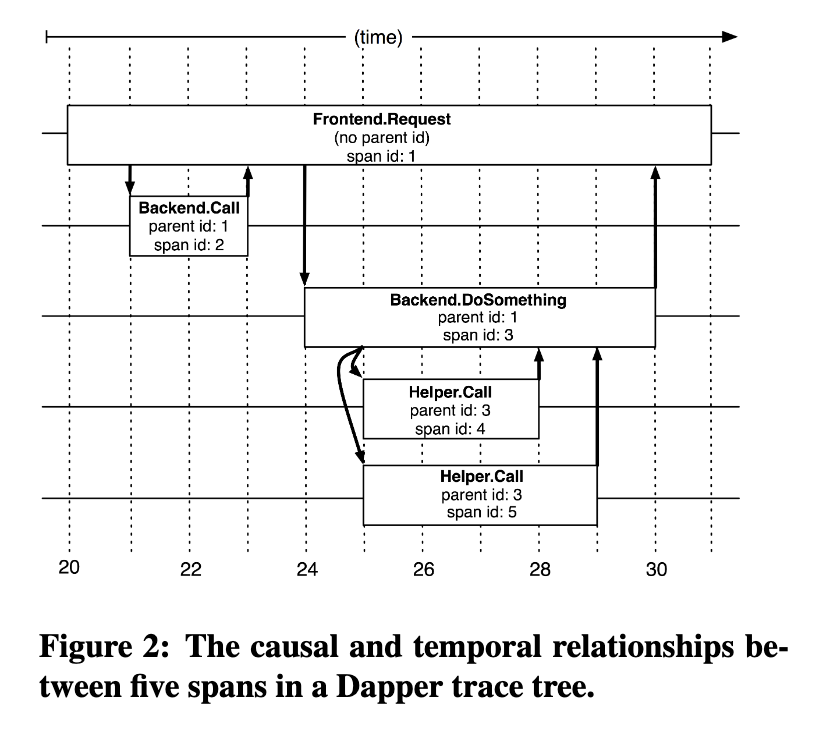 (time)
Frontend.Request
(no parent id)
span id: 1
Backend.Call
parent id: 1
span id: 2
Backend.DoSomething
parent id: 1
span id: 3
Helper.Call
parent id: 3
span id: 4
Helper.Call
parent id: 3
span id: 5
20 22 24 26 28 30
Figure 2: The causal and temporal relationships be-
tween five spans in a Dapper trace tree.